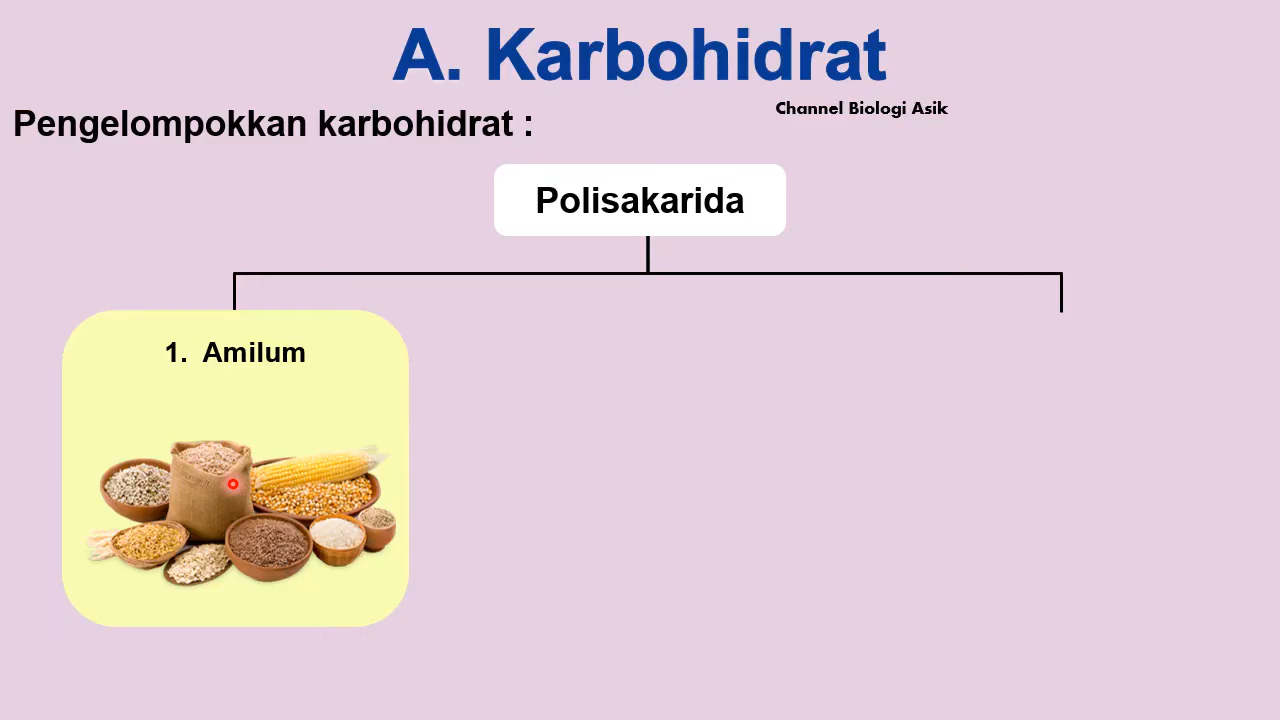 A. Karbohidrat
Channel Biologi Asik
Pengelompokkan karbohidrat :
Polisakarida
1. Amilum